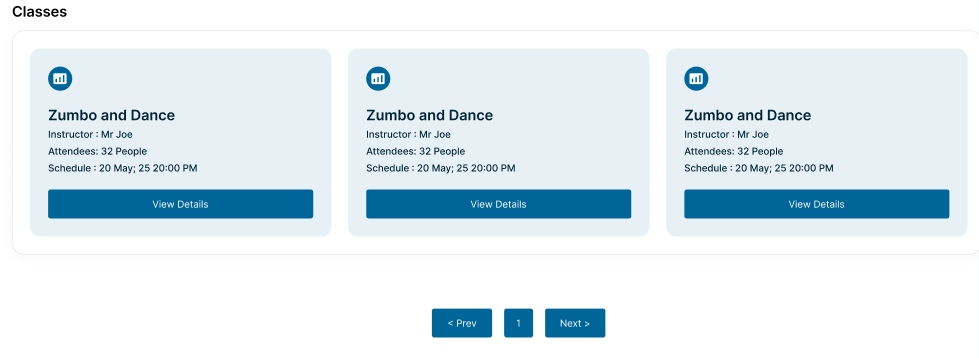 Classes
Zumbo and Dance
Instructor : Mr Joe
Attendees: 32 People
Schedule : 20 May; 25 20:00 PM
View Details
Zumbo and Dance
Instructor : Mr Joe
Attendees: 32 People
Schedule : 20 May; 25 20:00 PM
View Details
Zumbo and Dance
Instructor : Mr Joe
Attendees: 32 People
Schedule : 20 May; 25 20:00 PM
View Details
< Prev 1 Next >